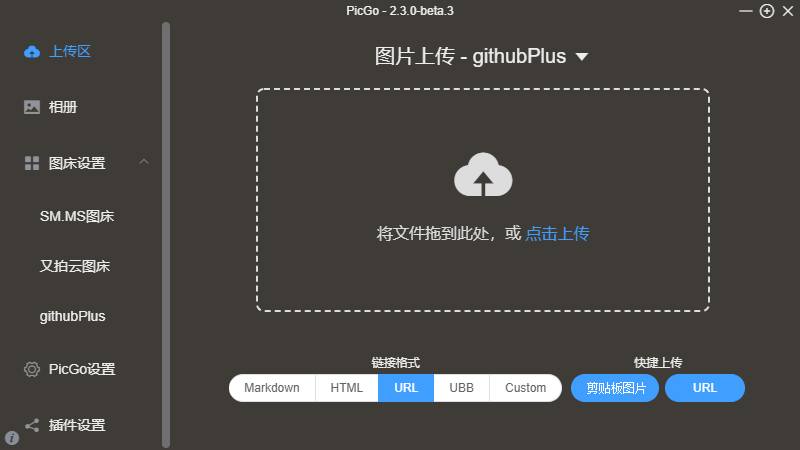 PicGo - 2.3.0-beta.3
上传区
相册
图床设置
SM.MS图床
又拍云图床
githubPlus
PicGo设置
插件设置
图片上传 - githubPlus
将文件拖到此处，或 点击上传
链接格式
Markdown HTML URL UBB Custom
快捷上传
剪贴板图片 URL